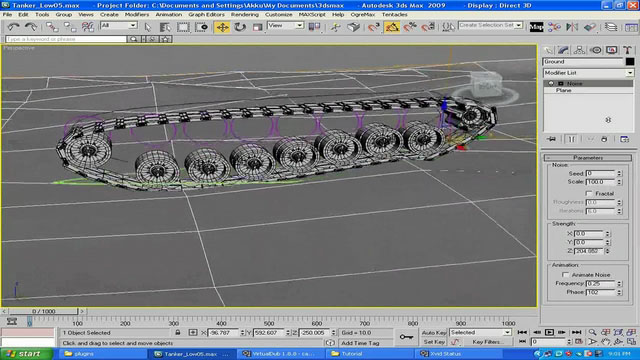 Tanker_Low05.max - Project Folder: C:\Documents and Settings\Akku\My Documents\3dsmax - Autodesk 3ds Max 2009 - Display : Direct 3D
File Edit Tools Group Views Create Modifiers Animation Graph Editors Rendering Customize MAXScript Help OgreMax Tentacles
All View Create Selection Set Map
Type a keyword or phrase
Perspective
Ground
Modifier List
Noise
Plane
Parameters
Noise:
Seed: 0
Scale: 100.0
Fractal
Roughness: 0.0
Iterations: 6.0
Strength:
X: 0.0
Y: 0.0
Z: 204.692
Animation:
Animate Noise
Frequency: 0.25
Phase: 102
0 / 1000
0 100 200 300 400 500 600 700 800 900 1000
1 Object Selected X: -96.787 Y: 592.607 Z: -250.005 Grid = 10.0 Auto Key Selected
Click and drag to select and move objects Add Time Tag Set Key Key Filters... 0
start plugins Tanker_Low05.max ... VirtualDub 1.8.0 - ca... Tutorial Xvid Status